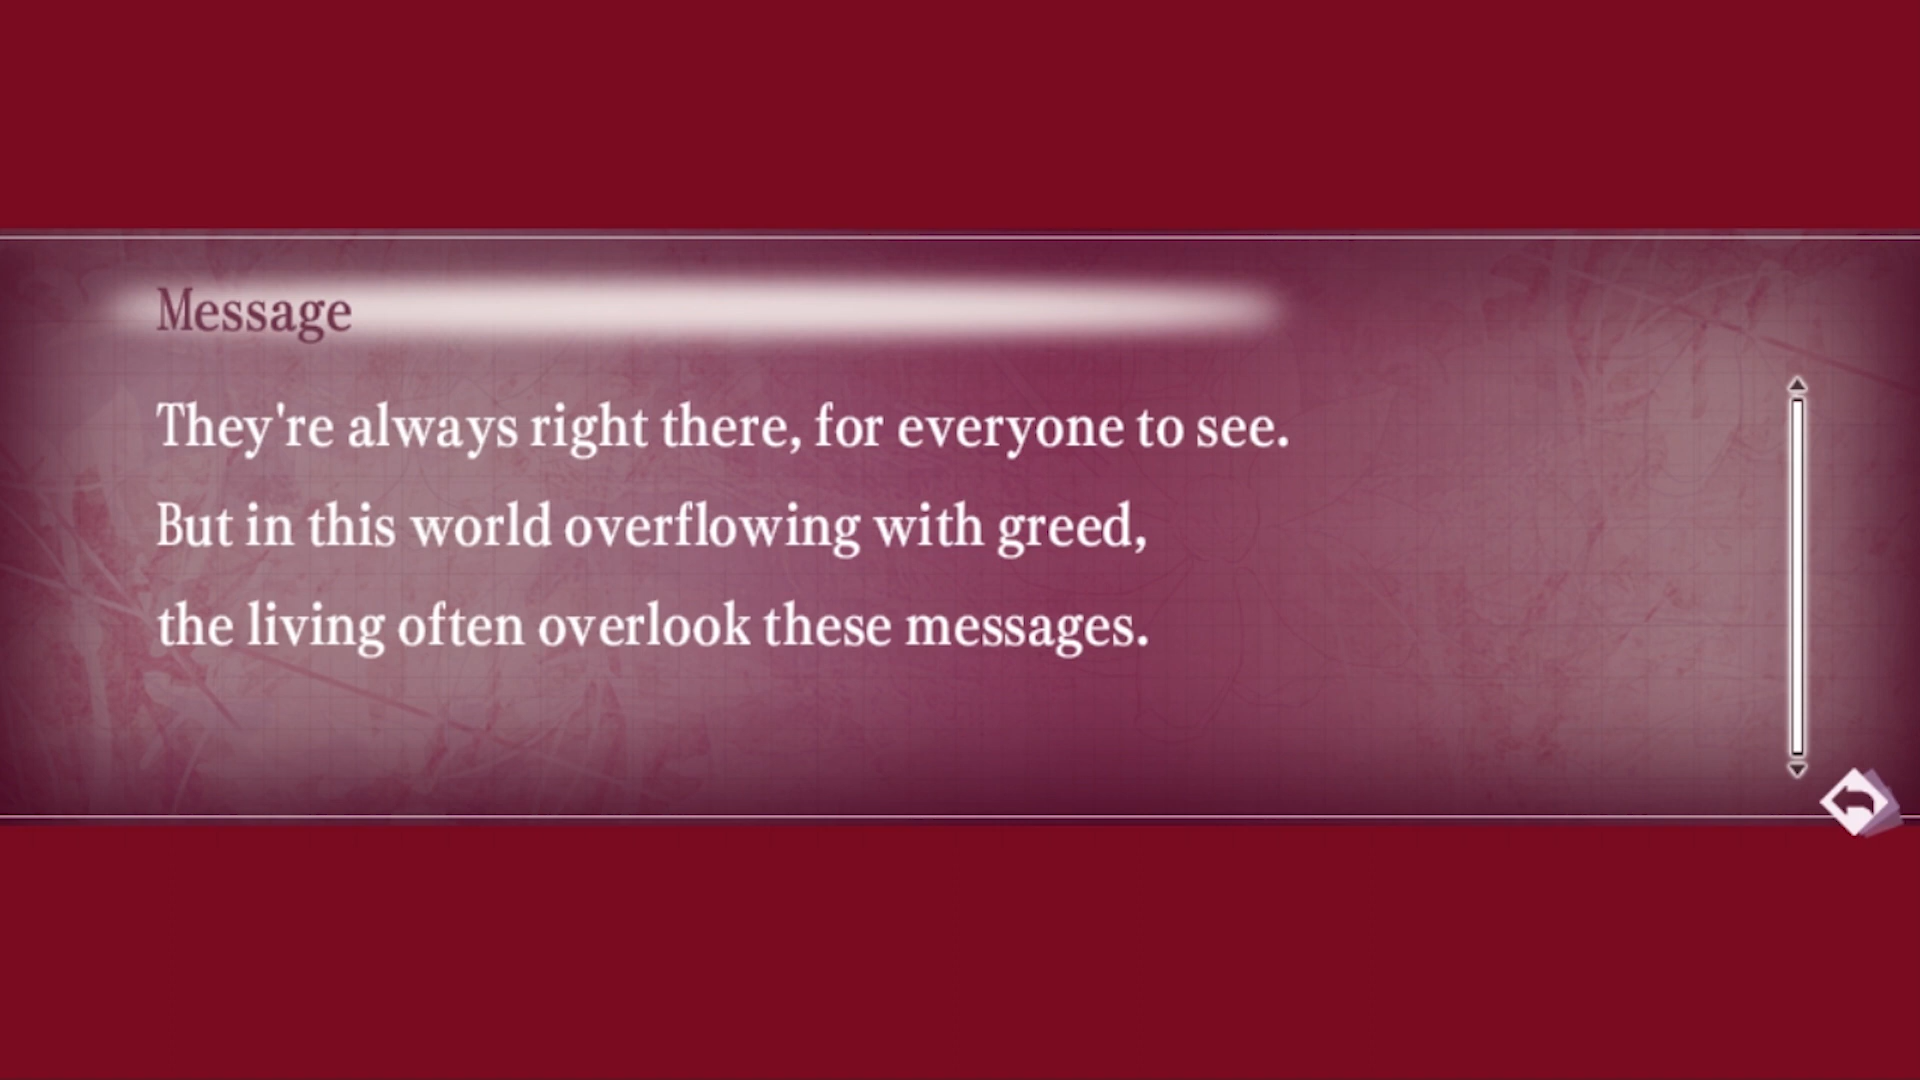 Message
They're always right there, for everyone to see.
But in this world overflowing with greed,
the living often overlook these messages.